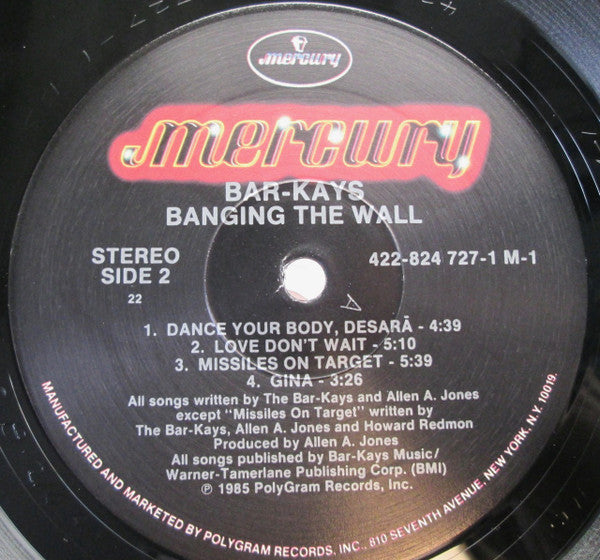 mercury
mercury
BAR-KAYS
BANGING THE WALL
STEREO
SIDE 2
422-824 727-1 M-1
22
1. DANCE YOUR BODY, DESARĀ - 4:39
2. LOVE DON'T WAIT - 5:10
3. MISSILES ON TARGET - 5:39
4. GINA - 3:26
All songs written by The Bar-Kays and Allen A. Jones
except "Missiles On Target" written by
The Bar-Kays, Allen A. Jones and Howard Redmon
Produced by Allen A. Jones
All songs published by Bar-Kays Music/
Warner-Tamerlane Publishing Corp. (BMI)
℗ 1985 PolyGram Records, Inc.
MANUFACTURED AND MARKETED BY POLYGRAM RECORDS, INC., 810 SEVENTH AVENUE, NEW YORK, N.Y. 10019.